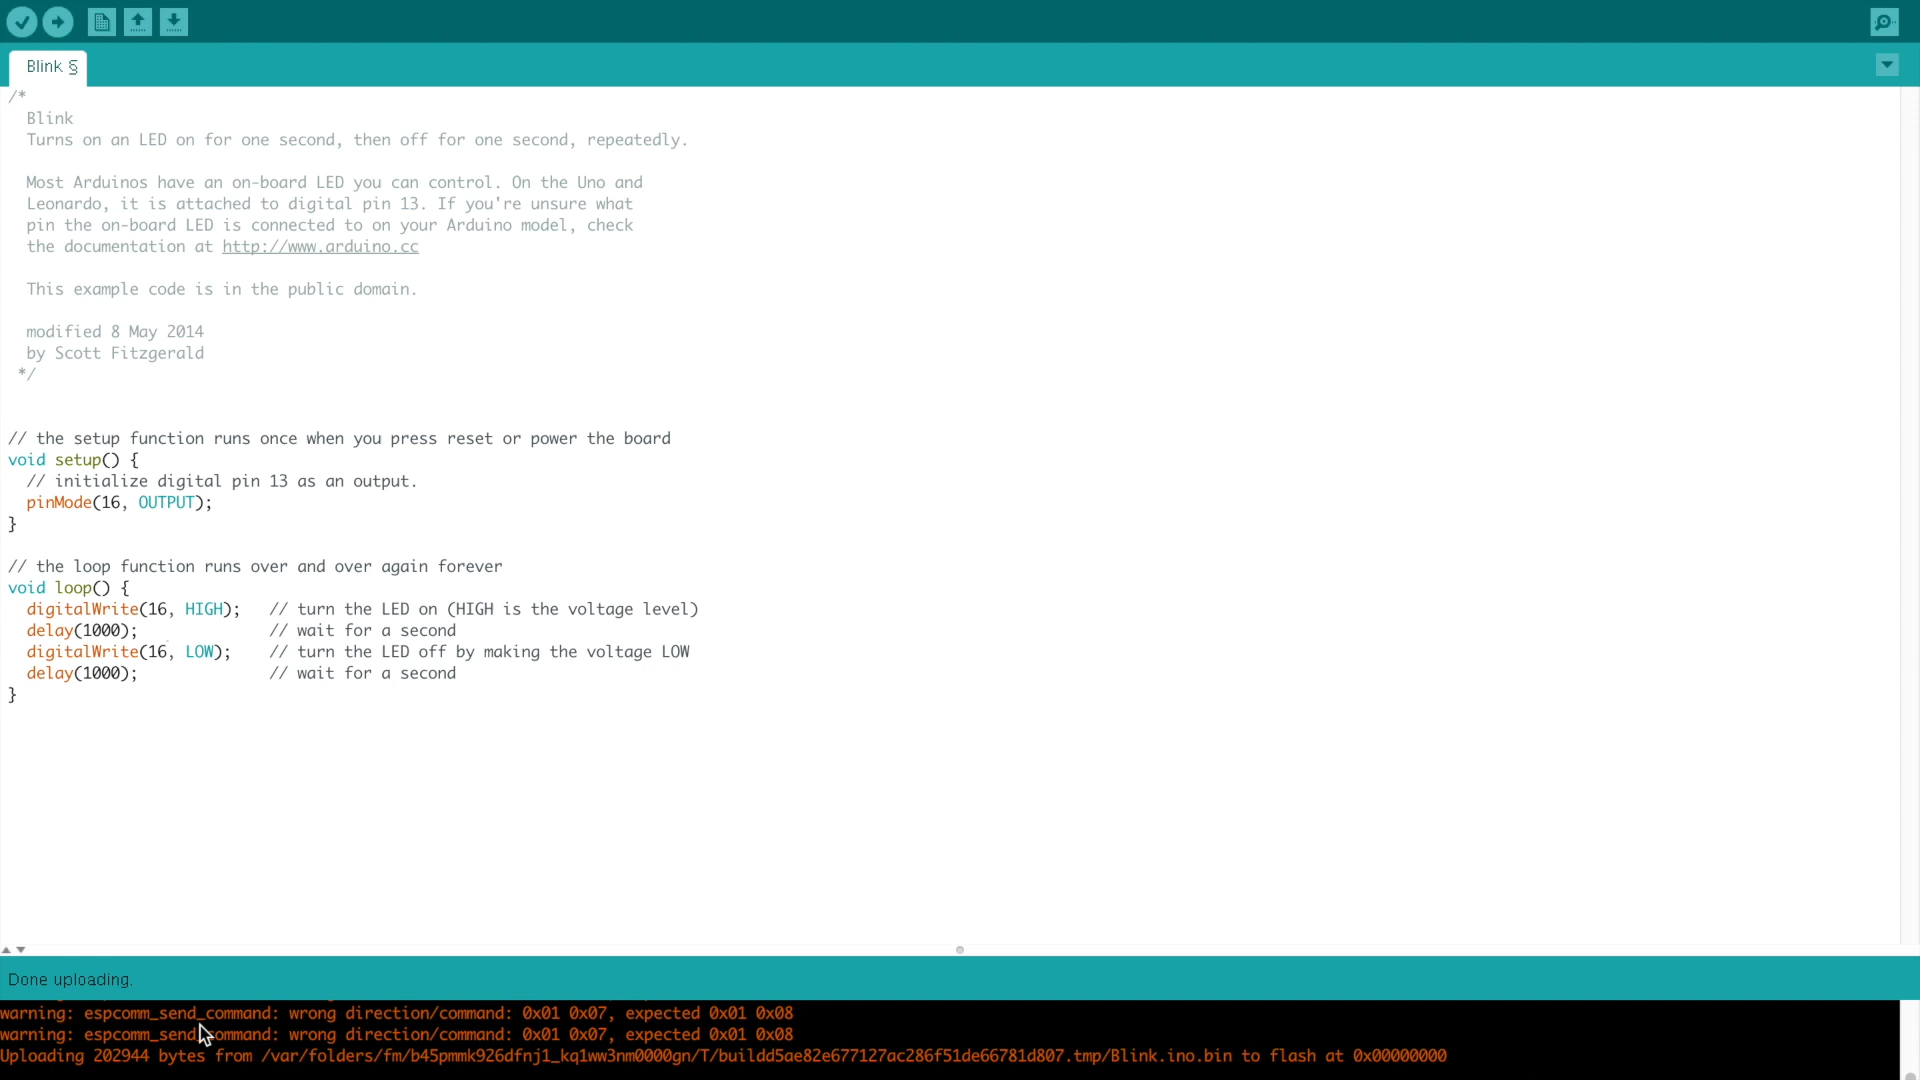 Blink §
/*
Blink
Turns on an LED on for one second, then off for one second, repeatedly.
Most Arduinos have an on-board LED you can control. On the Uno and
Leonardo, it is attached to digital pin 13. If you're unsure what
pin the on-board LED is connected to on your Arduino model, check
the documentation at http://www.arduino.cc
This example code is in the public domain.
modified 8 May 2014
by Scott Fitzgerald
*/
// the setup function runs once when you press reset or power the board
void setup() {
// initialize digital pin 13 as an output.
pinMode(16, OUTPUT);
}
// the loop function runs over and over again forever
void loop() {
digitalWrite(16, HIGH);   // turn the LED on (HIGH is the voltage level)
delay(1000);              // wait for a second
digitalWrite(16, LOW);    // turn the LED off by making the voltage LOW
delay(1000);              // wait for a second
}
Done uploading.
warning: espcomm_send_command: wrong direction/command: 0x01 0x07, expected 0x01 0x08
warning: espcomm_send_command: wrong direction/command: 0x01 0x07, expected 0x01 0x08
Uploading 202944 bytes from /var/folders/fm/b45pmmk926dfnj1_kq1ww3nm0000gn/T/buildd5ae82e677127ac286f51de66781d807.tmp/Blink.ino.bin to flash at 0x00000000